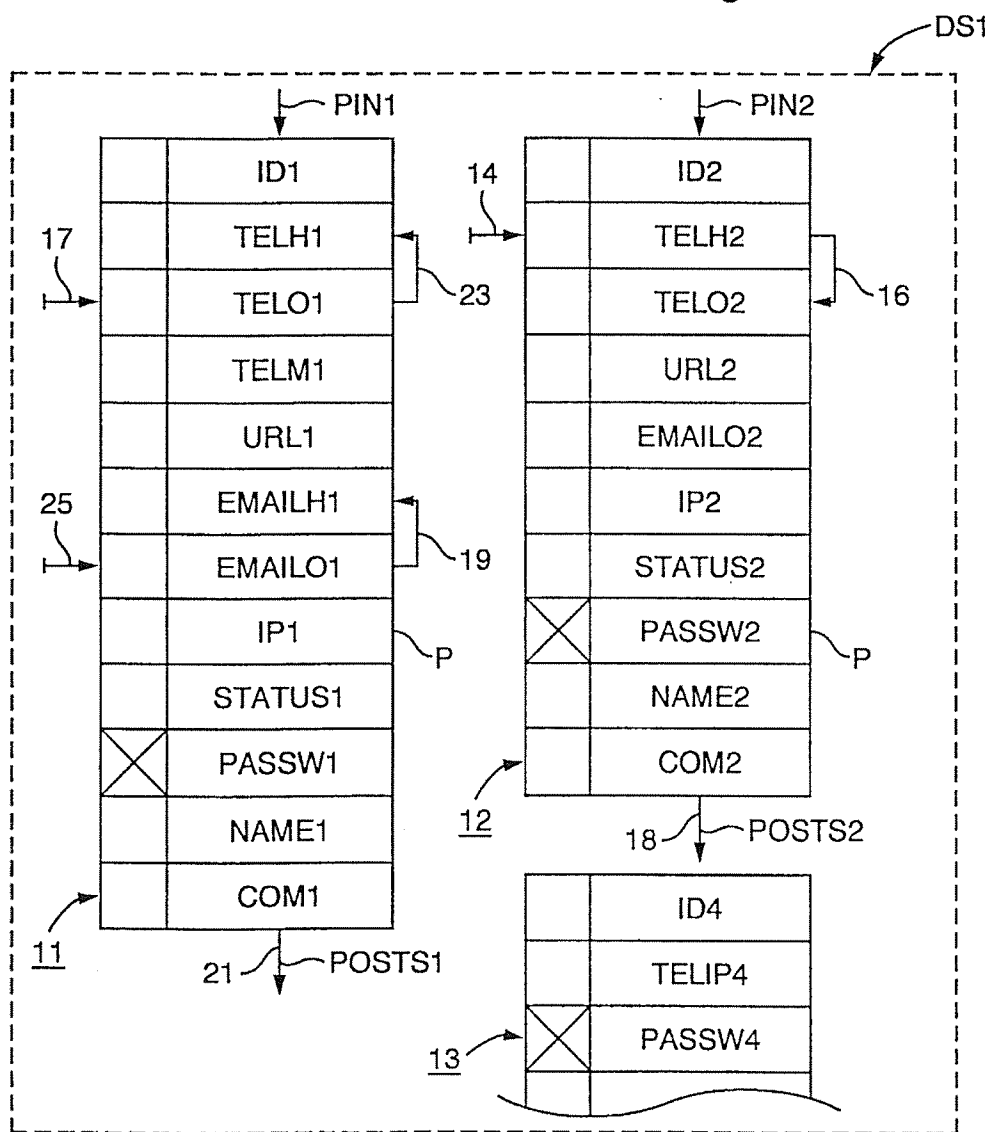 DS1
PIN1
ID1
TELH1
17
TELO1
23
TELM1
URL1
EMAILH1
25
EMAILO1
19
IP1
P
STATUS1
PASSW1
NAME1
COM1
11
21
POSTS1
PIN2
ID2
14
TELH2
TELO2
16
URL2
EMAILO2
IP2
STATUS2
PASSW2
P
NAME2
COM2
12
18
POSTS2
ID4
TELIP4
PASSW4
13